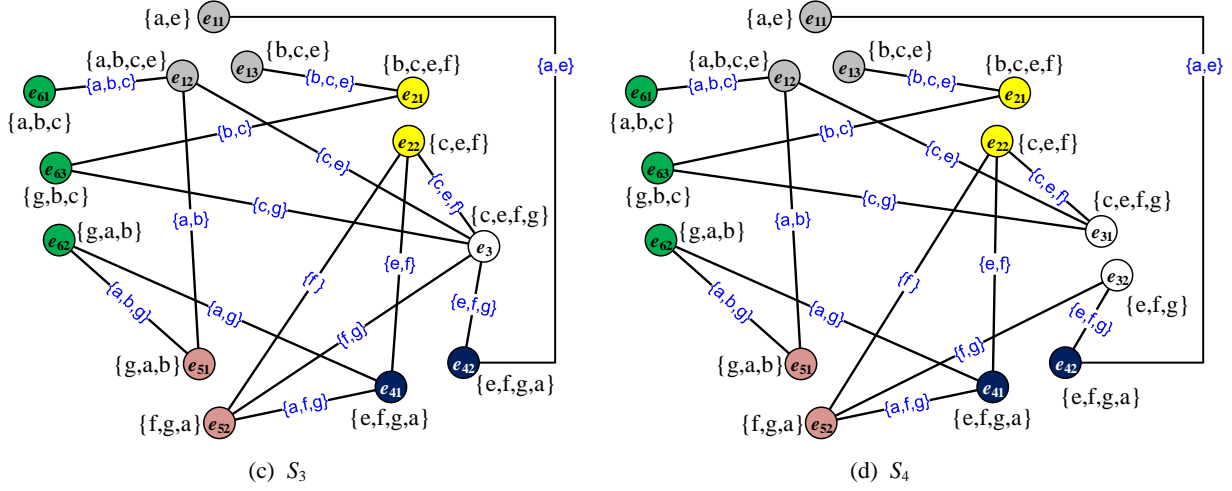 {a,e}
e11
{a,e}
{a,b,c,e}
e12
e13
{b,c,e}
{b,c,e}
{b,c,e,f}
e21
e61
{a,b,c}
{a,b,c}
{b,c}
e22
{c,e,f}
e63
{g,b,c}
{c,e}
{c,e,f}
{c,g}
{a,b}
{c,e,f,g}
e3
e62
{g,a,b}
{a,b,g}
{a,g}
{f}
{e,f}
{e,f,g}
{f,g}
e51
{g,a,b}
e42
{e,f,g,a}
e41
{e,f,g,a}
{a,f,g}
{f,g,a}
e52
(c) S3
{a,e}
e11
{a,e}
{a,b,c,e}
e12
e13
{b,c,e}
{b,c,e}
{b,c,e,f}
e21
e61
{a,b,c}
{a,b,c}
{b,c}
e22
{c,e,f}
e63
{g,b,c}
{c,e}
{c,e,f}
{c,g}
{a,b}
{c,e,f,g}
e31
e62
{g,a,b}
{a,b,g}
{a,g}
{f}
{e,f}
e32
{e,f,g}
{e,f,g}
{f,g}
e51
{g,a,b}
e42
{e,f,g,a}
e41
{e,f,g,a}
{a,f,g}
{f,g,a}
e52
(d) S4